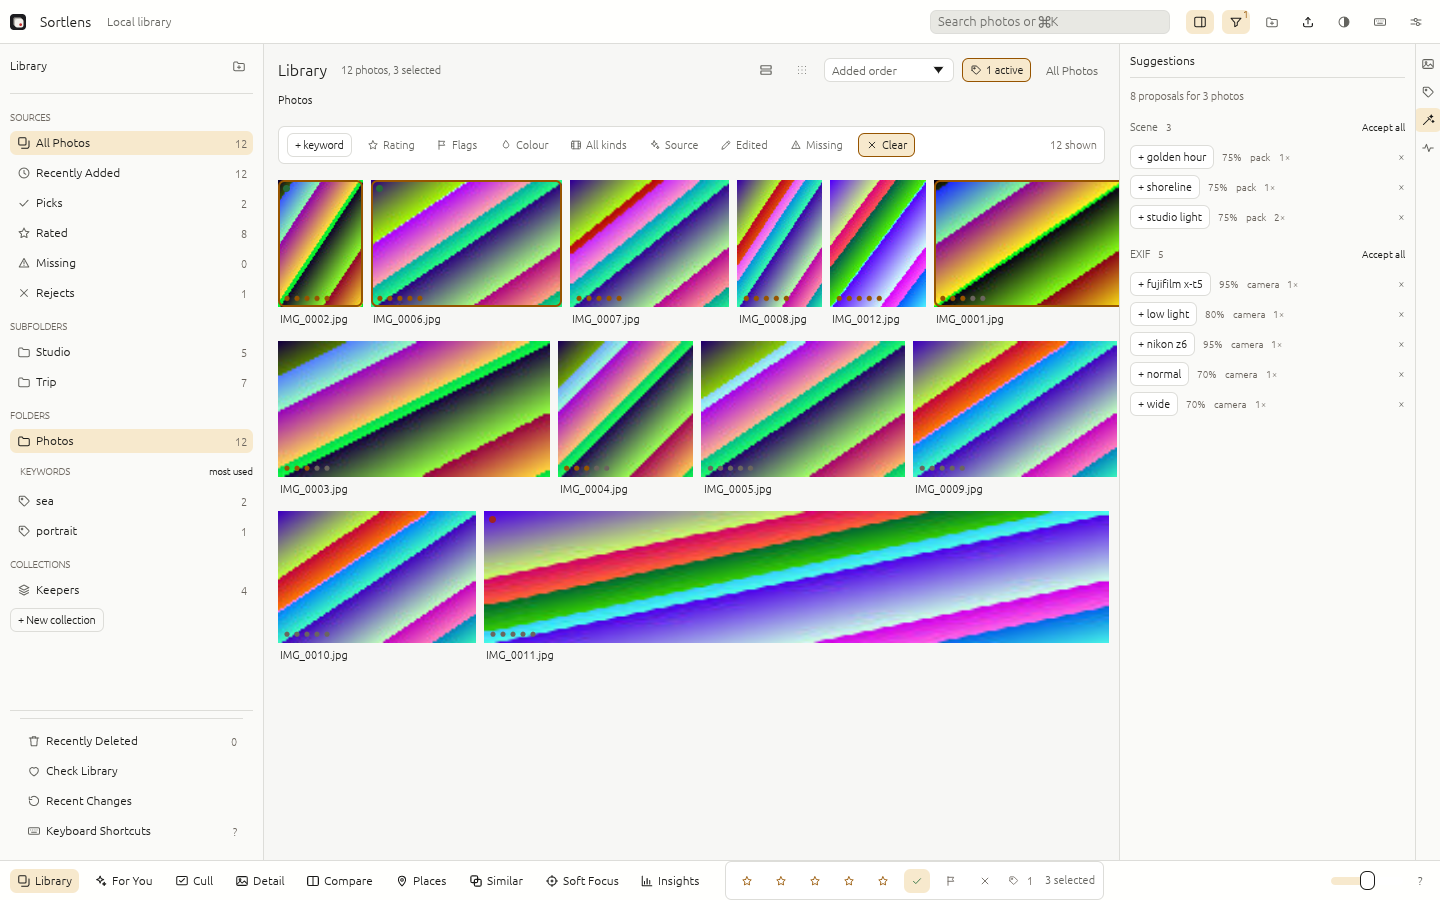 Sortlens Local library Search photos or ⌘K 1
Library
SOURCES
All Photos 12
Recently Added 12
Picks 2
Rated 8
Missing 0
Rejects 1
SUBFOLDERS
Studio 5
Trip 7
FOLDERS
Photos 12
KEYWORDS most used
sea 2
portrait 1
COLLECTIONS
Keepers 4
+ New collection
Recently Deleted 0
Check Library
Recent Changes
Keyboard Shortcuts ?
Library 12 photos, 3 selected Added order 1 active All Photos
Photos
+ keyword Rating Flags Colour All kinds Source Edited Missing Clear 12 shown
IMG_0002.jpg IMG_0006.jpg IMG_0007.jpg IMG_0008.jpg IMG_0012.jpg IMG_0001.jpg
IMG_0003.jpg IMG_0004.jpg IMG_0005.jpg IMG_0009.jpg
IMG_0010.jpg IMG_0011.jpg
Suggestions
8 proposals for 3 photos
Scene 3 Accept all
+ golden hour 75% pack 1× ×
+ shoreline 75% pack 1× ×
+ studio light 75% pack 2× ×
EXIF 5 Accept all
+ fujifilm x-t5 95% camera 1× ×
+ low light 80% camera 1× ×
+ nikon z6 95% camera 1× ×
+ normal 70% camera 1× ×
+ wide 70% camera 1× ×
Library For You Cull Detail Compare Places Similar Soft Focus Insights 1 3 selected ?